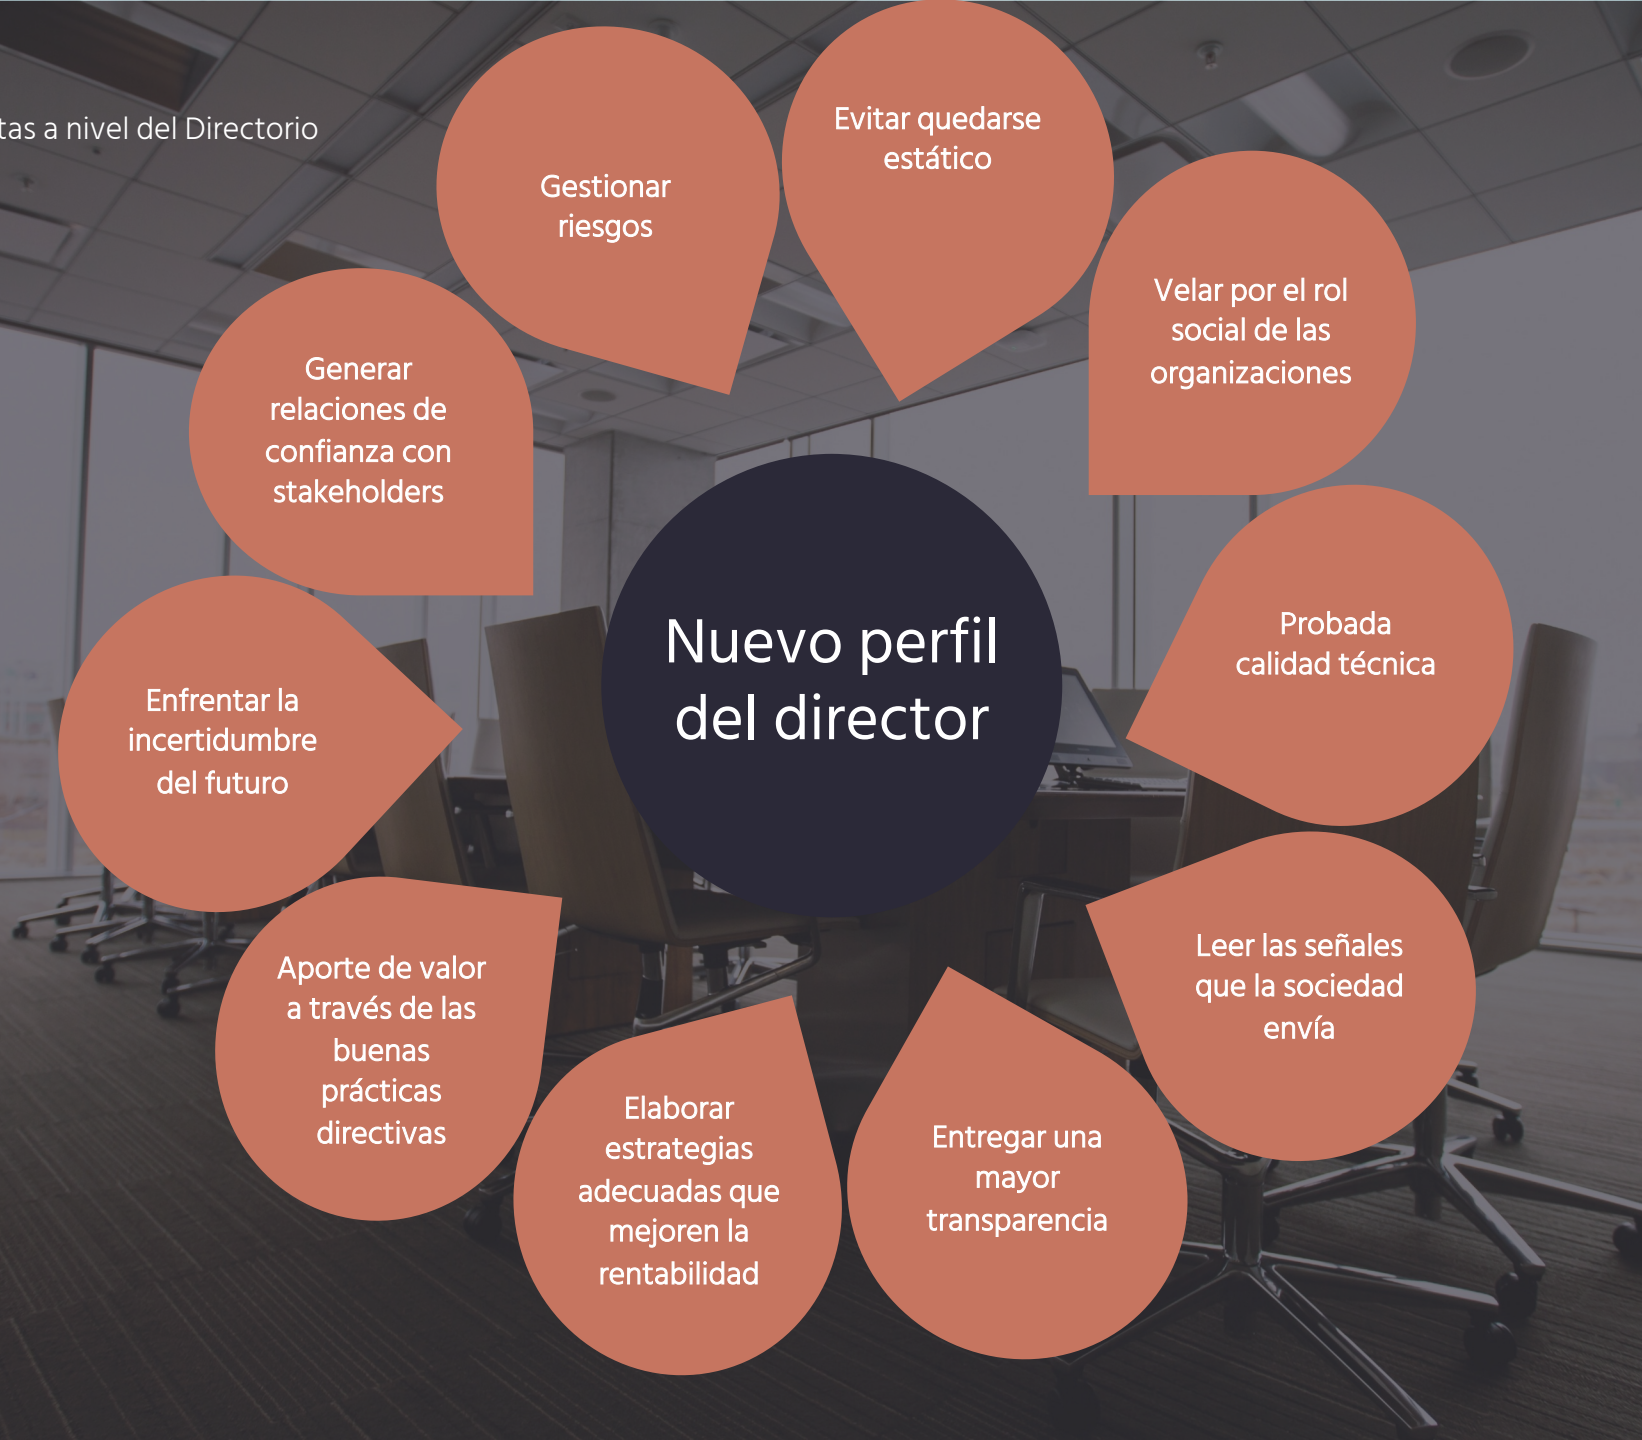 a nivel del Directorio
Evitar quedarse
estático
Gestionar
riesgos
Velar por el rol
social de las
organizaciones
Generar
relaciones de
confianza con
stakeholders
Nuevo perfil
del director
Probada
calidad técnica
Enfrentar la
incertidumbre
del futuro
Leer las señales
que la sociedad
envía
Aporte de valor
a través de las
buenas
prácticas
directivas
Elaborar
estrategias
adecuadas que
mejoren la
rentabilidad
Entregar una
mayor
transparencia